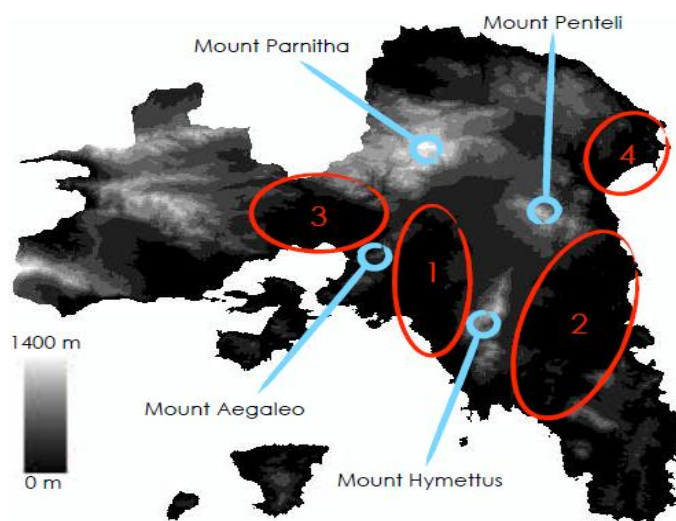 Mount Parnitha
Mount Penteli
4
3
1
2
1400 m
0 m
Mount Aegaleo
Mount Hymettus